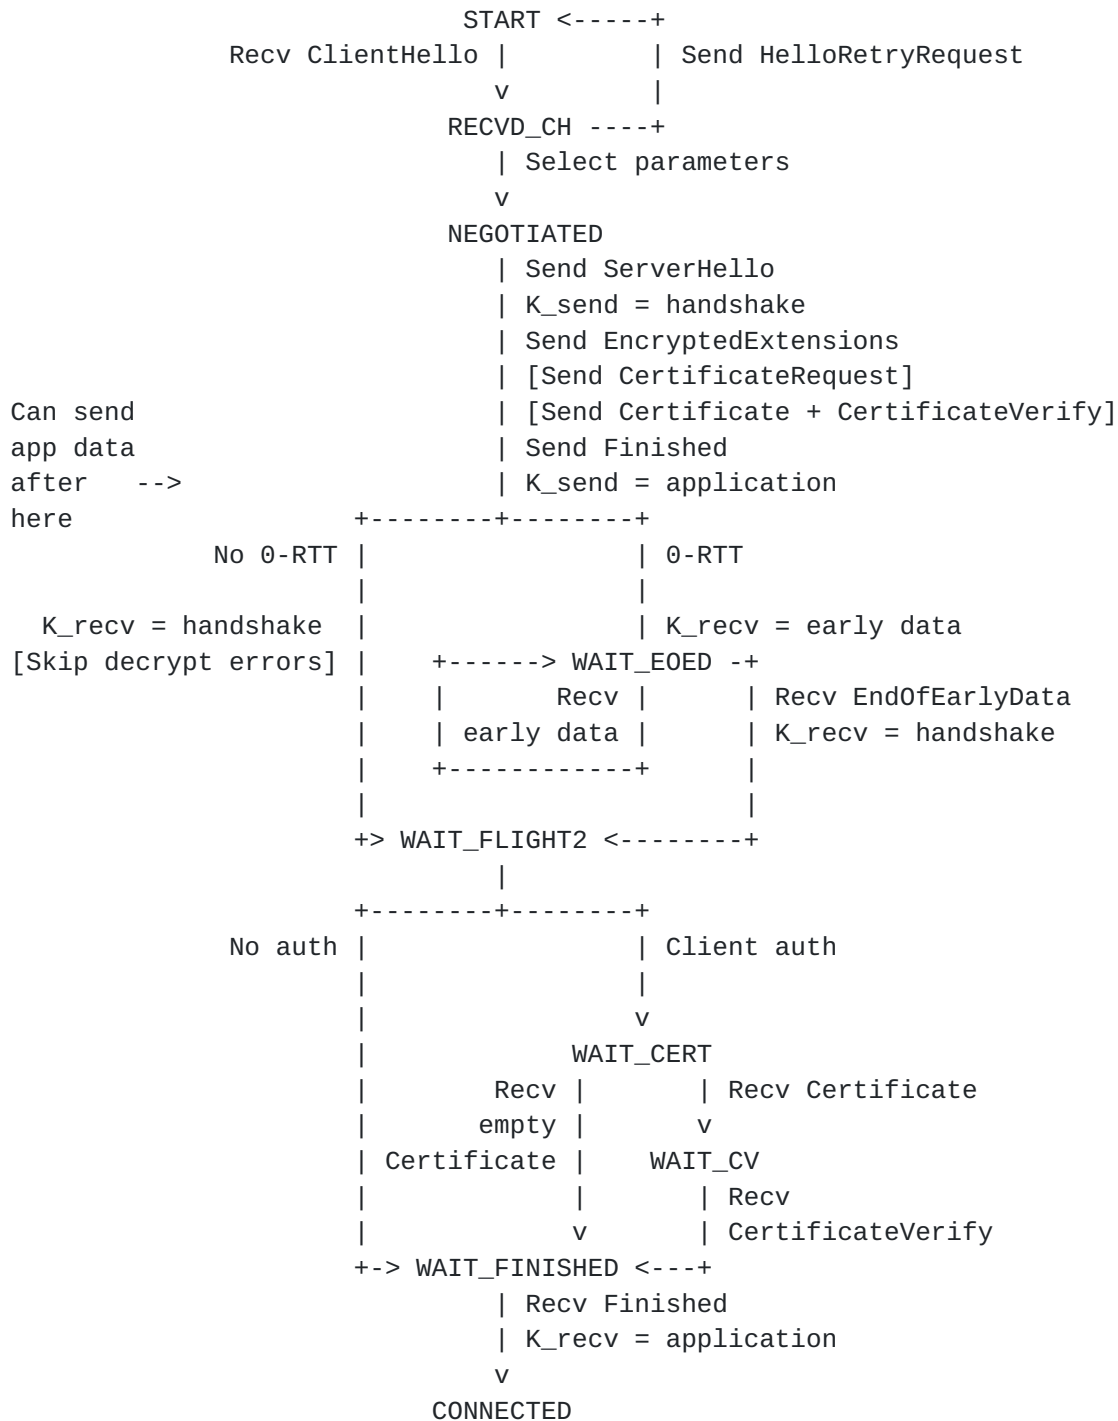 START <-----+
              Recv ClientHello |         | Send HelloRetryRequest
                               v         |
                            RECVD_CH ----+
                               | Select parameters
                               v
                            NEGOTIATED
                               | Send ServerHello
                               | K_send = handshake
                               | Send EncryptedExtensions
                               | [Send CertificateRequest]
Can send                       | [Send Certificate + CertificateVerify]
app data                       | Send Finished
after   -->                    | K_send = application
here                  +--------+--------+
             No 0-RTT |                 | 0-RTT
                      |                 |
  K_recv = handshake  |                 | K_recv = early data
[Skip decrypt errors] |    +------> WAIT_EOED -+
                      |    |       Recv |      | Recv EndOfEarlyData
                      |    | early data |      | K_recv = handshake
                      |    +------------+      |
                      |                        |
                      +> WAIT_FLIGHT2 <--------+
                               |
                      +--------+--------+
              No auth |                 | Client auth
                      |                 |
                      |                 v
                      |             WAIT_CERT
                      |        Recv |       | Recv Certificate
                      |       empty |       v
                      | Certificate |    WAIT_CV
                      |             |       | Recv
                      |             v       | CertificateVerify
                      +-> WAIT_FINISHED <---+
                               | Recv Finished
                               | K_recv = application
                               v
                           CONNECTED